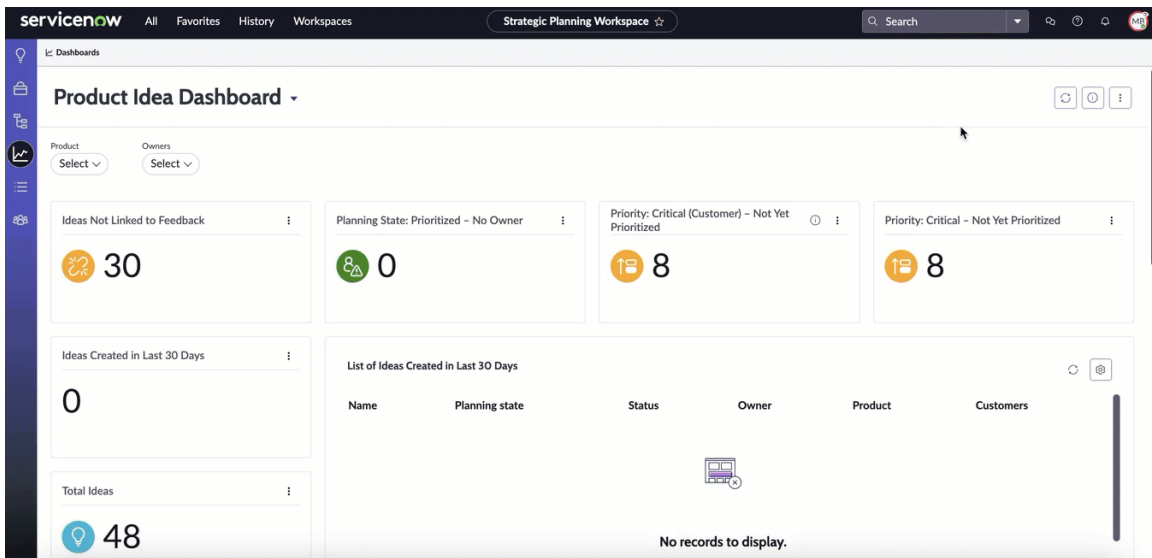 servicenow All Favorites History Workspaces Strategic Planning Workspace Search MB
Dashboards
Product Idea Dashboard
Product Owners
Select Select
Ideas Not Linked to Feedback
30
Planning State: Prioritized – No Owner
0
Priority: Critical (Customer) – Not Yet
Prioritized
8
Priority: Critical – Not Yet Prioritized
8
Ideas Created in Last 30 Days
0
List of Ideas Created in Last 30 Days
Name Planning state Status Owner Product Customers
No records to display.
Total Ideas
48